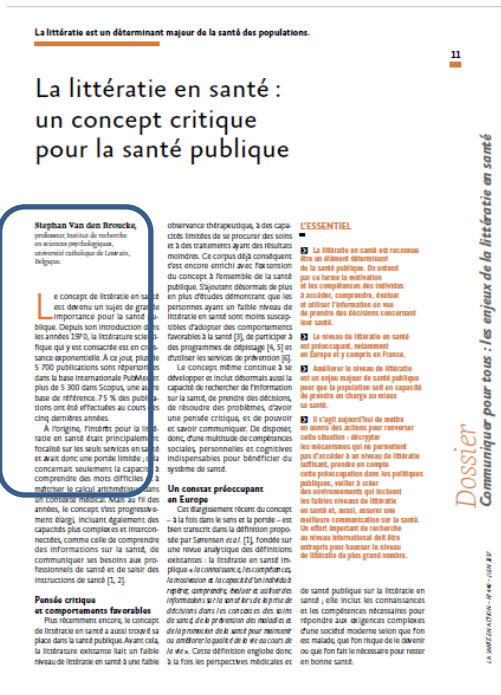 La littératie est un déterminant majeur de la santé des populations.
11
La littératie en santé :
un concept critique
pour la santé publique
Stephan Van den Broucke,
professeur, Institut de recherche
en sciences psychologiques,
université catholique de Louvain,
Belgique.
Le concept de littératie en santé
est devenu un sujet de grande
importance pour la santé pu-
blique. Depuis son introduction dans
les années 1970, la littérature scienti-
fique qui y est consacrée est en crois-
sance exponentielle. À ce jour, plus de
5 700 publications sont répertoriées
dans la base internationale PubMed et
plus de 5 300 dans Scopus, une autre
base de référence. 75 % des publica-
tions ont été effectuées au cours des
cinq dernières années.
À l'origine, l'intérêt pour la litté-
ratie en santé était principalement
focalisé sur les seuls services en santé
et avait donc une portée limitée ; elle
concernait seulement la capacité à
comprendre des mots difficiles et à
maîtriser le calcul arithmétique dans
un contexte médical. Mais au fil des
années, le concept s'est progressive-
ment élargi, incluant également des
capacités plus complexes et intercon-
nectées, comme celle de comprendre
des informations sur la santé, de
communiquer ses besoins aux pro-
fessionnels de santé et de saisir des
instructions de santé [1, 2].
Pensée critique
et comportements favorables
Plus récemment encore, le concept
de littératie en santé a aussi trouvé sa
place dans la santé publique. Avant cela,
la littérature existante liait un faible
niveau de littératie en santé à une faible
observance thérapeutique, à des capa-
cités limitées de se procurer des soins
et à des traitements ayant des résultats
moindres. Ce corpus déjà conséquent
s'est encore enrichi avec l'extension
du concept à l'ensemble de la santé
publique. S'ajoutent désormais de plus
en plus d'études démontrant que les
personnes ayant un faible niveau de
littératie en santé sont moins suscep-
tibles d'adopter des comportements
favorables à la santé [3], de participer à
des programmes de dépistage [4, 5] et
d'utiliser les services de prévention [6].
Le concept même continue à se
développer et inclut désormais aussi la
capacité de rechercher de l'information
sur la santé, de prendre des décisions,
de résoudre des problèmes, d'avoir
une pensée critique, et de pouvoir
et savoir communiquer. De disposer,
donc, d'une multitude de compétences
sociales, personnelles et cognitives
indispensables pour bénéficier du
système de santé.
Un constat préoccupant
en Europe
Cet élargissement récent du concept
– à la fois dans le sens et la portée – est
bien transcrit dans la définition propo-
sée par Sørensen et al. [1], fondée sur
une revue analytique des définitions
existantes : la littératie en santé im-
plique « la connaissance, les compétences,
la motivation et la capacité d'un individu à
repérer, comprendre, évaluer et utiliser des
informations sur la santé lors de la prise de
décisions dans les contextes des soins
de santé, de la prévention des maladies et
de la promotion de la santé pour maintenir
ou améliorer la qualité de la vie au cours de
la vie ». Cette définition englobe donc
à la fois les perspectives médicales et
L'ESSENTIEL
La littératie en santé est reconnue
être un élément déterminant
de la santé publique. On entend
par ce terme la motivation
et les compétences des individus
à accéder, comprendre, évaluer
et utiliser l'information en vue
de prendre des décisions concernant
leur santé.
Le niveau de littératie en santé
est préoccupant, notamment
en Europe et y compris en France.
Améliorer le niveau de littératie
est un enjeu majeur de santé publique
pour que la population soit en capacité
de prendre en charge au mieux
sa santé.
Il s'agit aujourd'hui de mettre
en œuvre des actions pour renverser
cette situation : décrypter
les mécanismes qui ne permettent
pas d'accéder à un niveau de littératie
suffisant, prendre en compte
cette préoccupation dans les politiques
publiques, veiller à créer
des environnements qui incluent
les faibles niveaux de littératie
en santé et, aussi, assurer une
meilleure communication sur la santé.
Un effort important de recherche
au niveau international doit être
entrepris pour hausser le niveau
de littératie du plus grand nombre.
de santé publique sur la littératie en
santé ; elle inclut les connaissances
et les compétences nécessaires pour
répondre aux exigences complexes
d'une société moderne selon que l'on
est malade, que l'on risque de le devenir
ou que l'on fait le nécessaire pour rester
en bonne santé.
Dossier
Communiquer pour tous : les enjeux de la littératie en santé
LA SANTÉ EN ACTION – Nº 440 – JUIN 2017